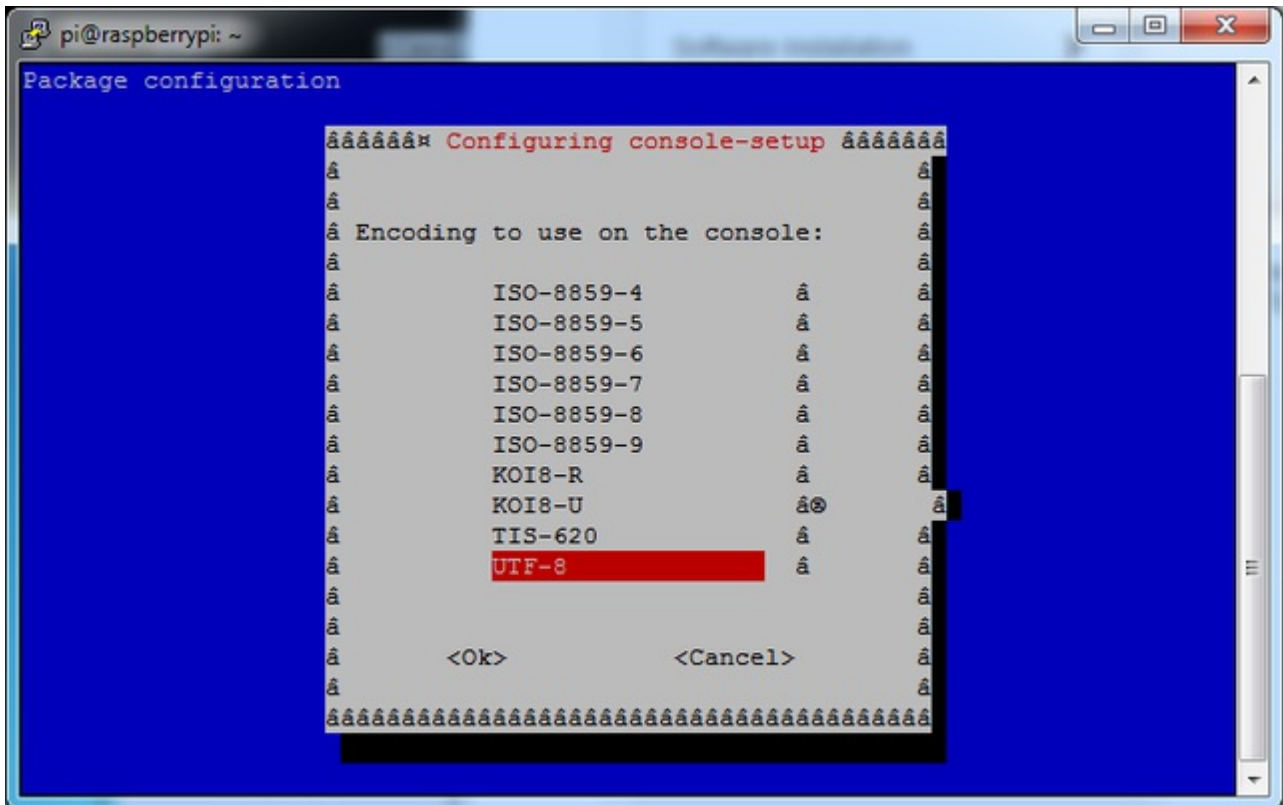 pi@raspberrypi: ~
Package configuration
ââââââ¤ Configuring console-setup âââââââ
â â
â â
â Encoding to use on the console: â
â â
â ISO-8859-4 â â
â ISO-8859-5 â â
â ISO-8859-6 â â
â ISO-8859-7 â â
â ISO-8859-8 â â
â ISO-8859-9 â â
â KOI8-R â â
â KOI8-U â® â
â TIS-620 â â
â UTF-8 â â
â â
â â
â <Ok> <Cancel> â
â â
ââââââââââââââââââââââââââââââââââââââââ